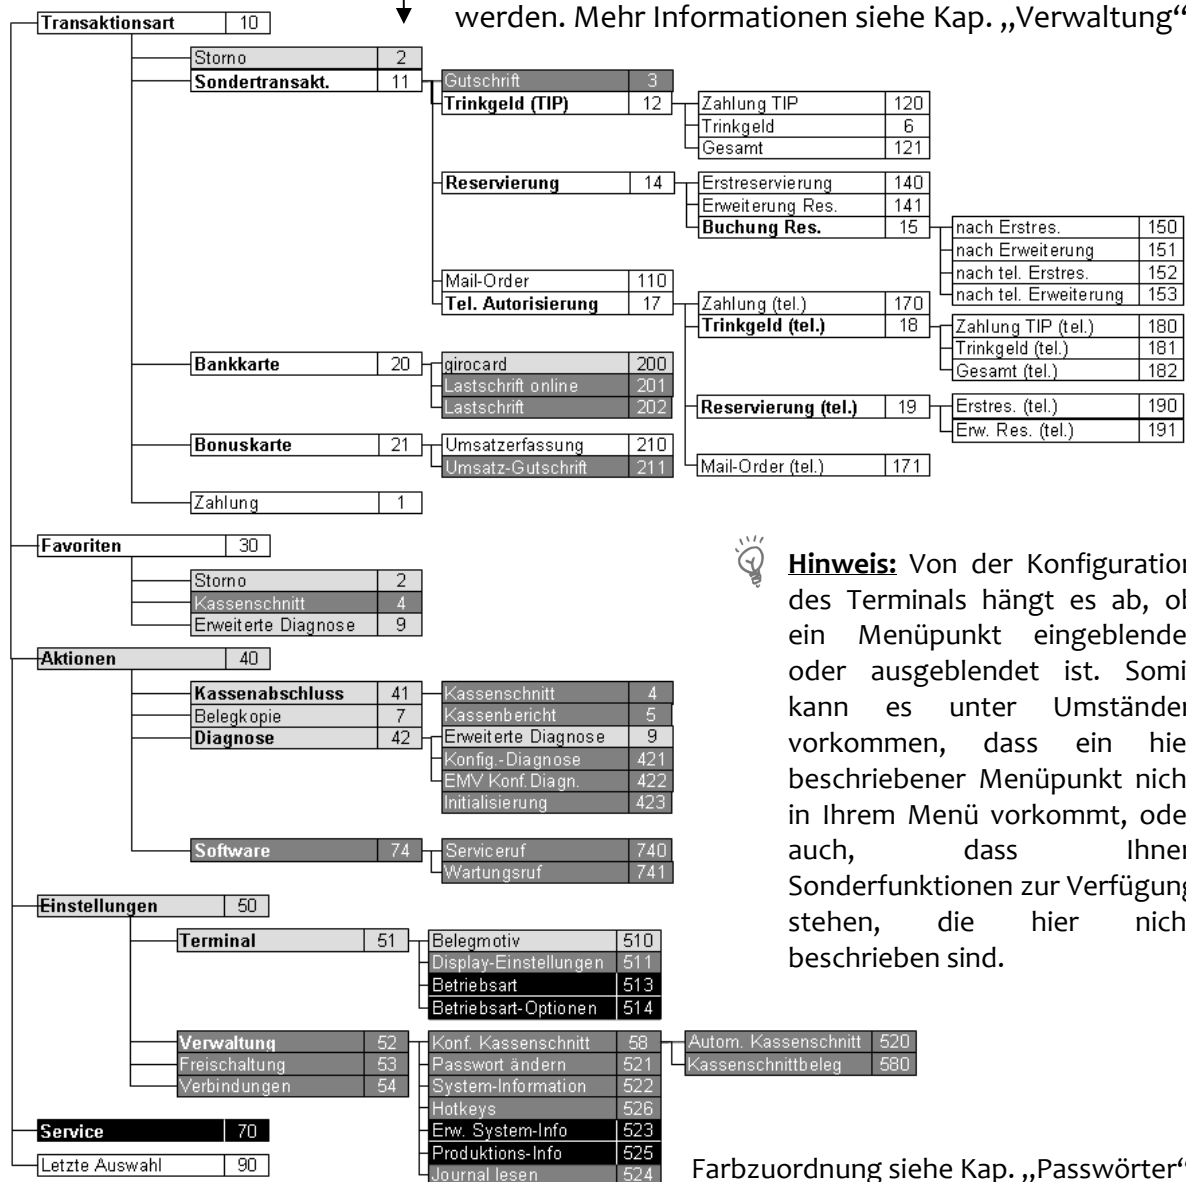 werden. Mehr Informationen siehe Kap. „Verwaltung“
Transaktionsart 10
Storno 2
Sondertransakt. 11
Gutschrift 3
Trinkgeld (TIP) 12
Zahlung TIP 120
Trinkgeld 6
Gesamt 121
Reservierung 14
Erstreservierung 140
Erweiterung Res. 141
Buchung Res. 15
nach Erstres. 150
nach Erweiterung 151
nach tel. Erstres. 152
nach tel. Erweiterung 153
Mail-Order 110
Tel. Autorisierung 17
Zahlung (tel.) 170
Trinkgeld (tel.) 18
Zahlung TIP (tel.) 180
Trinkgeld (tel.) 181
Gesamt (tel.) 182
Reservierung (tel.) 19
Erstres. (tel.) 190
Erw. Res. (tel.) 191
Mail-Order (tel.) 171
Bankkarte 20
girocard 200
Lastschrift online 201
Lastschrift 202
Bonuskarte 21
Umsatzerfassung 210
Umsatz-Gutschrift 211
Zahlung 1
Favoriten 30
Storno 2
Kassenschnitt 4
Erweiterte Diagnose 9
Aktionen 40
Kassenabschluss 41
Kassenschnitt 4
Kassenbericht 5
Belegkopie 7
Diagnose 42
Erweiterte Diagnose 9
Konfig.-Diagnose 421
EMV Konf.Diagn. 422
Initialisierung 423
Software 74
Serviceruf 740
Wartungsruf 741
Einstellungen 50
Terminal 51
Belegmotiv 510
Display-Einstellungen 511
Betriebsart 513
Betriebsart-Optionen 514
Verwaltung 52
Freischaltung 53
Verbindungen 54
Konf. Kassenschnitt 58
Autom. Kassenschnitt 520
Kassenschnittbeleg 580
Passwort ändern 521
System-Information 522
Hotkeys 526
Erw. System-Info 523
Produktions-Info 525
Journal lesen 524
Service 70
Letzte Auswahl 90
Hinweis: Von der Konfiguration
des Terminals hängt es ab, ob
ein Menüpunkt eingeblende
oder ausgeblendet ist. Somi
kann es unter Umständen
vorkommen, dass ein hie
beschriebener Menüpunkt nich
in Ihrem Menü vorkommt, ode
auch, dass Ihnen
Sonderfunktionen zur Verfügung
stehen, die hier nich
beschrieben sind.
Farbzuordnung siehe Kap. „Passwörter“